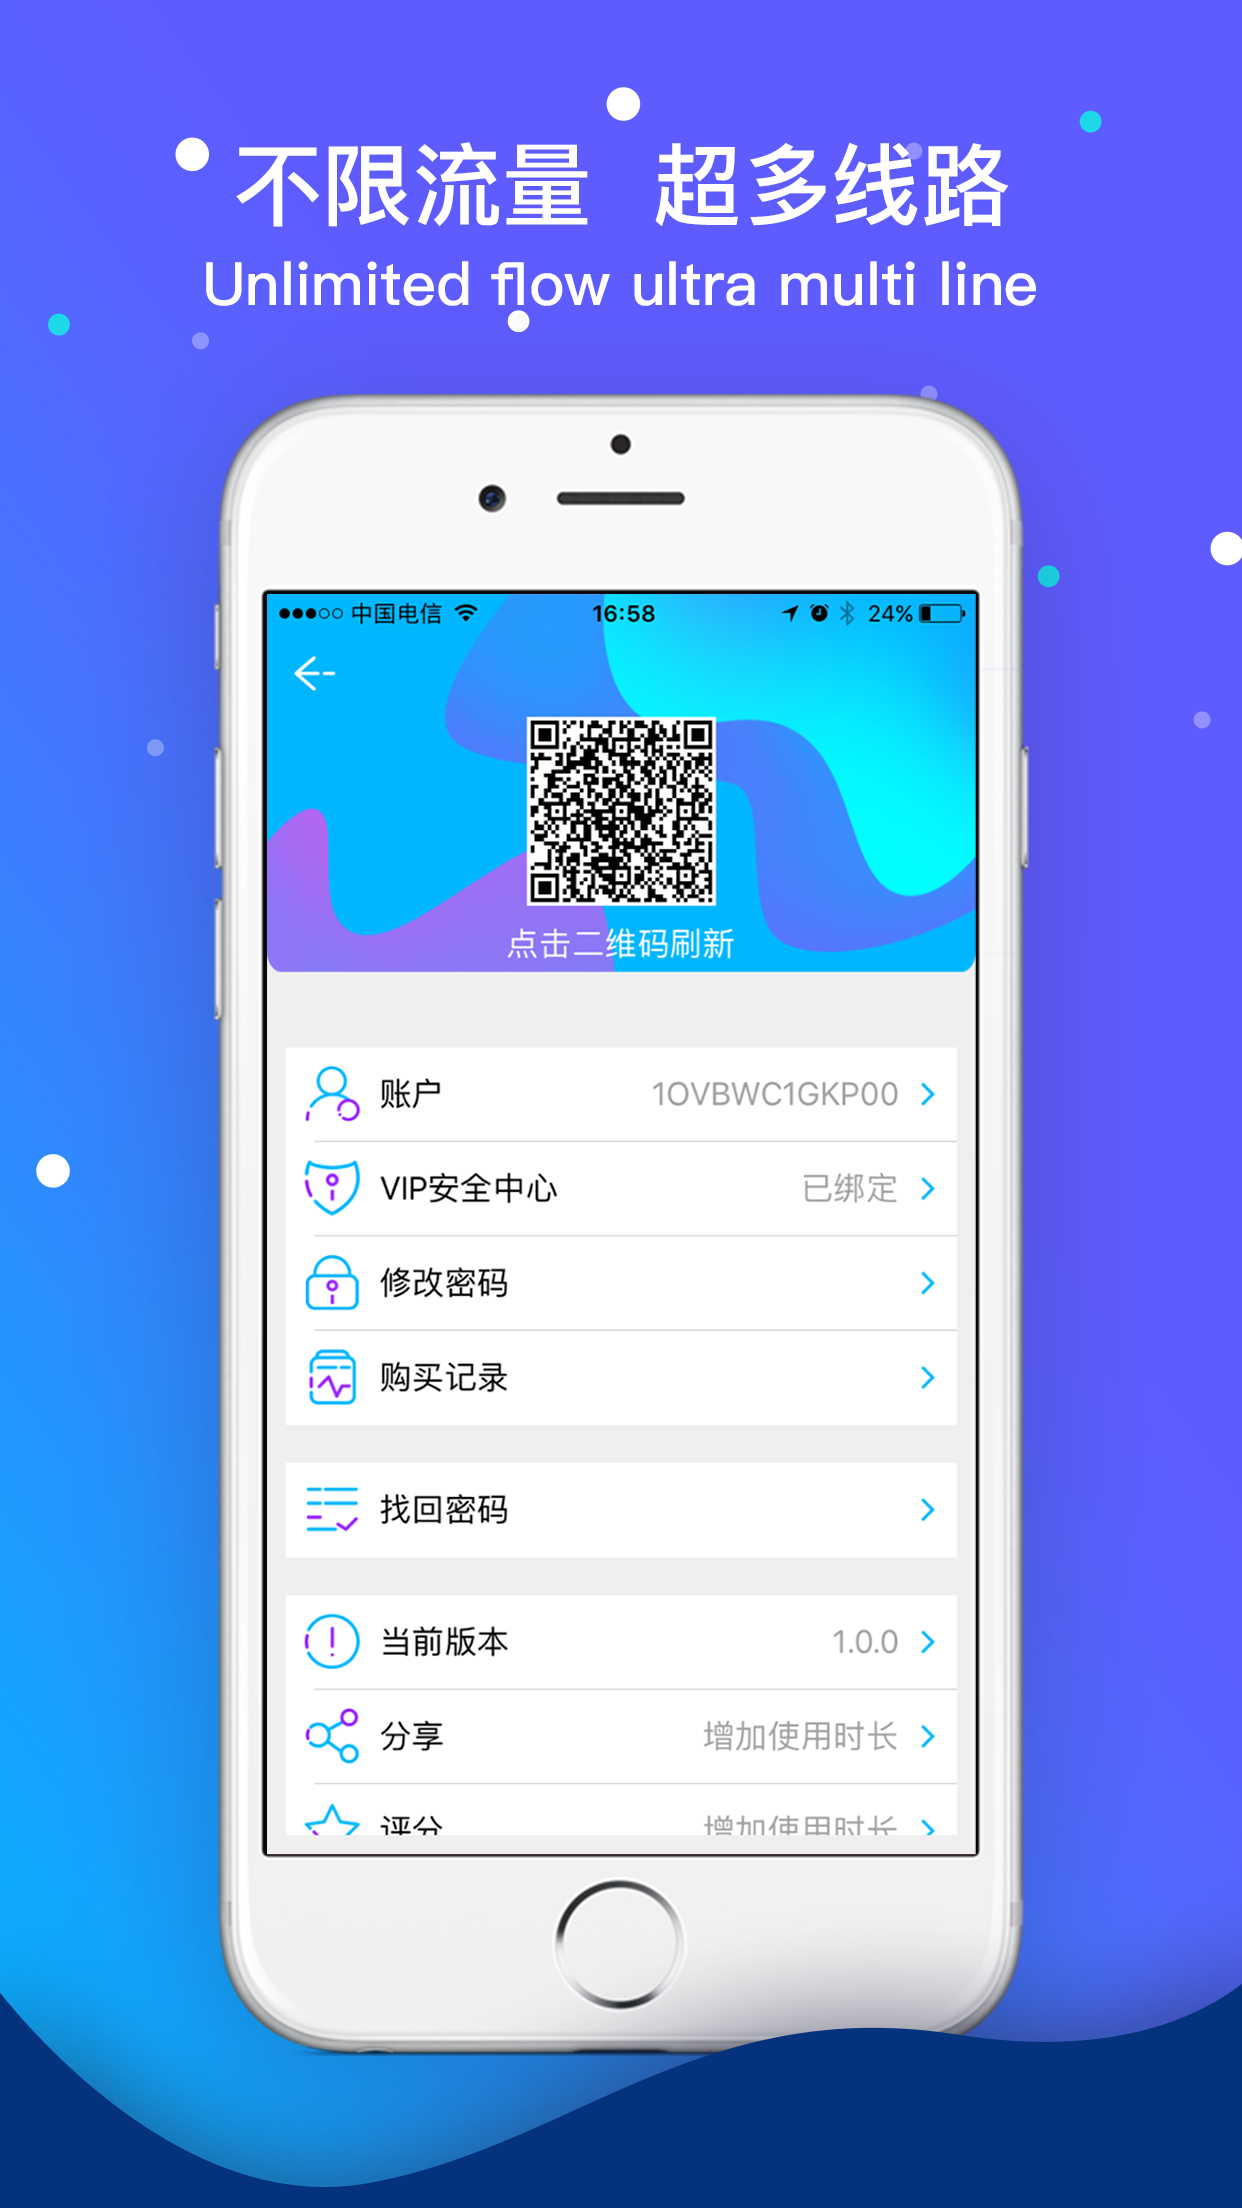 不限流量 超多线路
Unlimited flow ultra multi line
中国电信 16:58 24%
点击二维码刷新
账户 1OVBWC1GKP00
VIP安全中心 已绑定
修改密码
购买记录
找回密码
当前版本 1.0.0
分享 增加使用时长
评分 增加使用时长